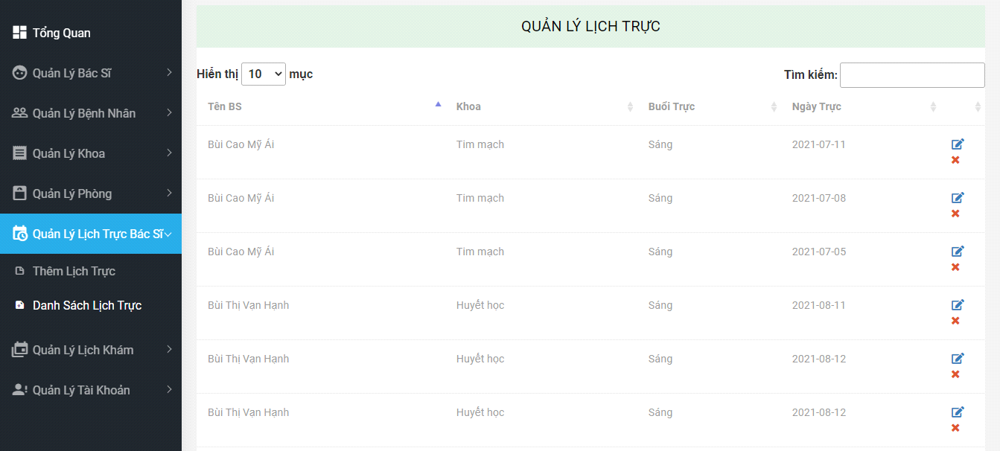 Tổng Quan
Quản Lý Bác Sĩ
Quản Lý Bệnh Nhân
Quản Lý Khoa
Quản Lý Phòng
Quản Lý Lịch Trực Bác Sĩ
Thêm Lịch Trực
Danh Sách Lịch Trực
Quản Lý Lịch Khám
Quản Lý Tài Khoản
QUẢN LÝ LỊCH TRỰC
Hiển thị 10 mục
Tìm kiếm:
Tên BS Khoa Buổi Trực Ngày Trực
Bùi Cao Mỹ Ái Tim mạch Sáng 2021-07-11
Bùi Cao Mỹ Ái Tim mạch Sáng 2021-07-08
Bùi Cao Mỹ Ái Tim mạch Sáng 2021-07-05
Bùi Thị Vạn Hạnh Huyết học Sáng 2021-08-11
Bùi Thị Vạn Hạnh Huyết học Sáng 2021-08-12
Bùi Thị Vạn Hạnh Huyết học Sáng 2021-08-12